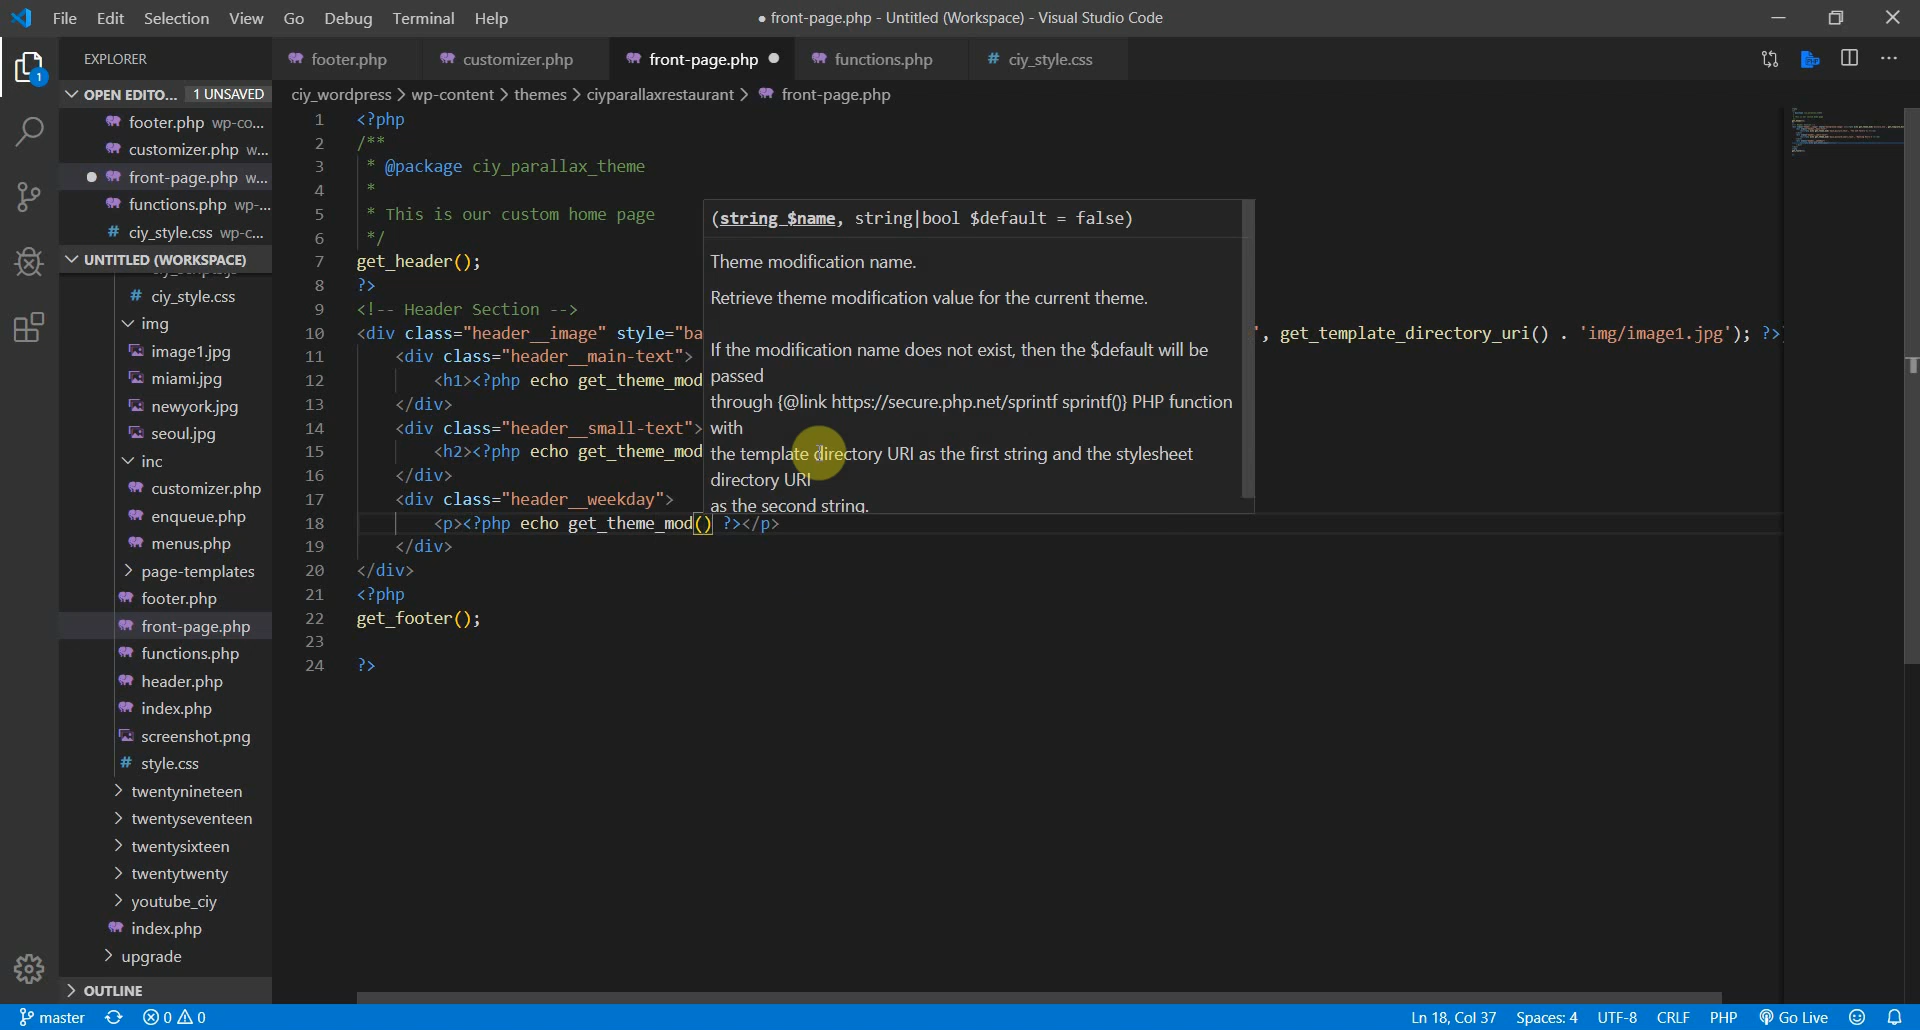 File Edit Selection View Go Debug Terminal Help
● front-page.php - Untitled (Workspace) - Visual Studio Code
EXPLORER
footer.php customizer.php front-page.php functions.php # ciy_style.css
OPEN EDITO... 1 UNSAVED
footer.php wp-co...
customizer.php w...
front-page.php w...
functions.php wp-...
# ciy_style.css wp-c...
UNTITLED (WORKSPACE)
# ciy_style.css
img
image1.jpg
miami.jpg
newyork.jpg
seoul.jpg
inc
customizer.php
enqueue.php
menus.php
page-templates
footer.php
front-page.php
functions.php
header.php
index.php
screenshot.png
# style.css
twentynineteen
twentyseventeen
twentysixteen
twentytwenty
youtube_ciy
index.php
upgrade
OUTLINE
1
ciy_wordpress > wp-content > themes > ciyparallaxrestaurant > front-page.php
1 <?php
2 /**
3 * @package ciy_parallax_theme
4 *
5 * This is our custom home page
6 */
7 get_header();
8 ?>
9 <!-- Header Section -->
10 <div class="header__image" style="ba ', get_template_directory_uri() . 'img/image1.jpg'); ?>
11 <div class="header__main-text">
12 <h1><?php echo get_theme_mod
13 </div>
14 <div class="header__small-text">
15 <h2><?php echo get_theme_mod
16 </div>
17 <div class="header__weekday">
18 <p><?php echo get_theme_mod() ?></p>
19 </div>
20 </div>
21 <?php
22 get_footer();
23
24 ?>
(string $name, string|bool $default = false)
Theme modification name.
Retrieve theme modification value for the current theme.
If the modification name does not exist, then the $default will be
passed
through {@link https://secure.php.net/sprintf sprintf()} PHP function
with
the template directory URI as the first string and the stylesheet
directory URI
as the second string.
master 0 0 Ln 18, Col 37 Spaces: 4 UTF-8 CRLF PHP Go Live